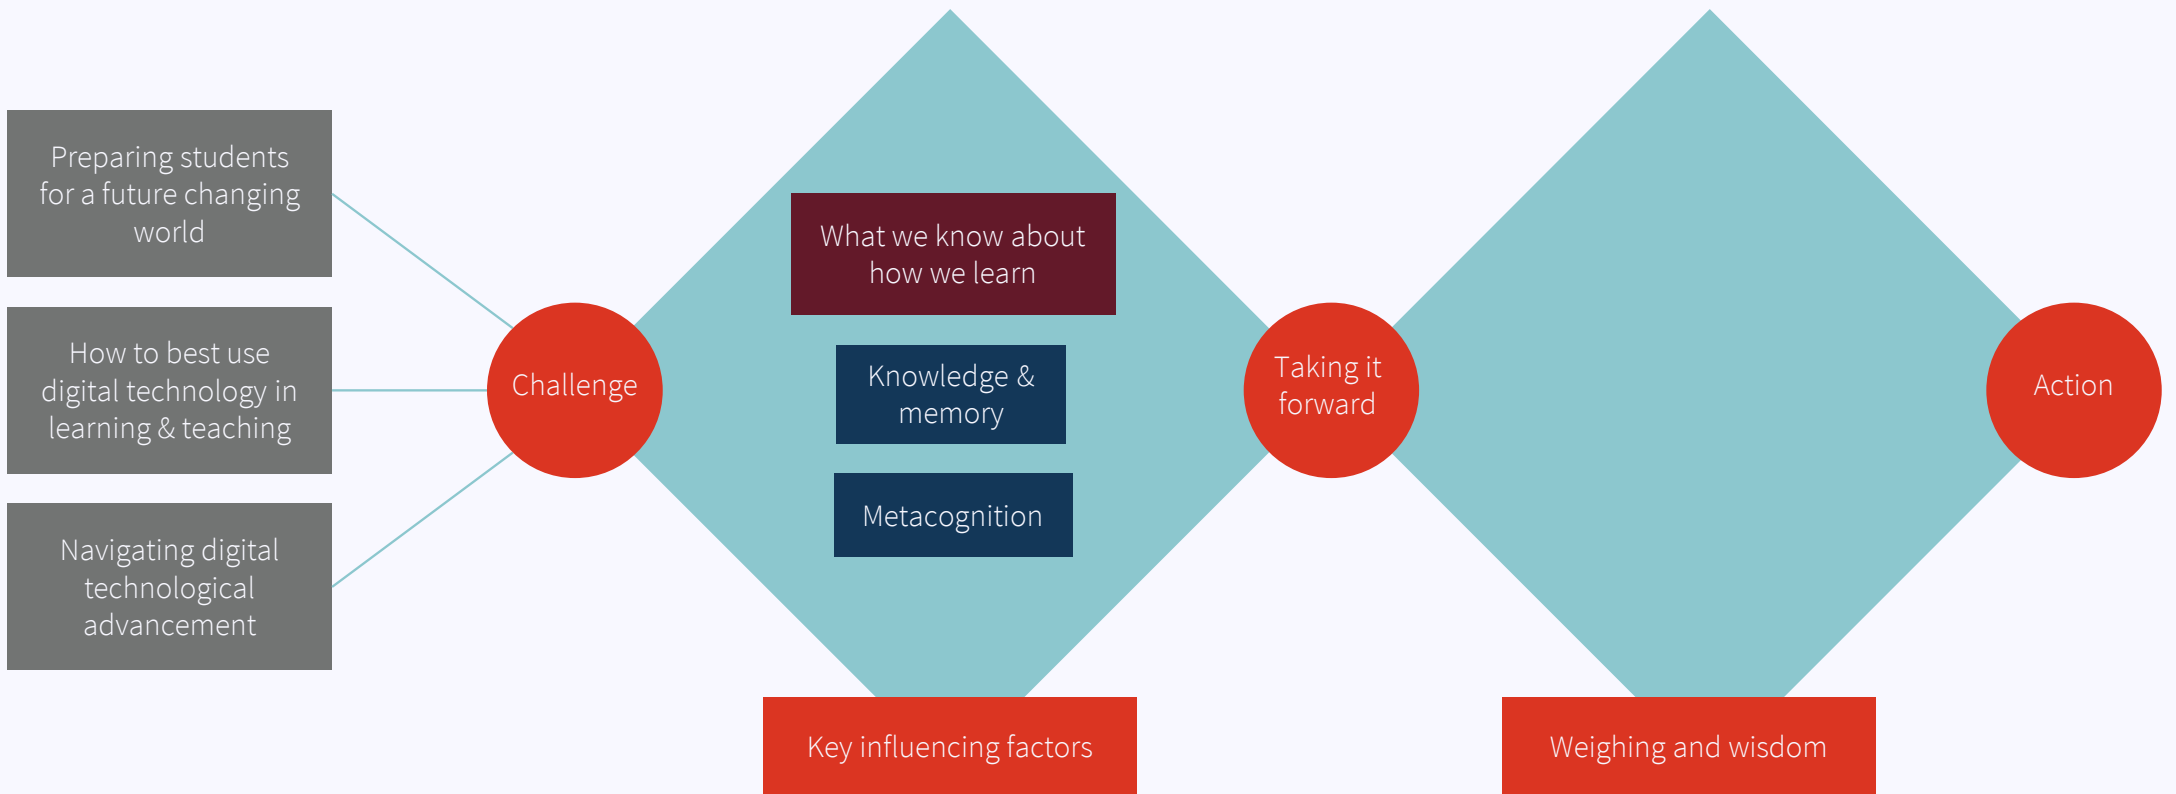 Preparing students
for a future changing
world
How to best use
digital technology in
learning & teaching
Navigating digital
technological
advancement
Challenge
What we know about
how we learn
Knowledge &
memory
Metacognition
Key influencing factors
Taking it
forward
Weighing and wisdom
Action